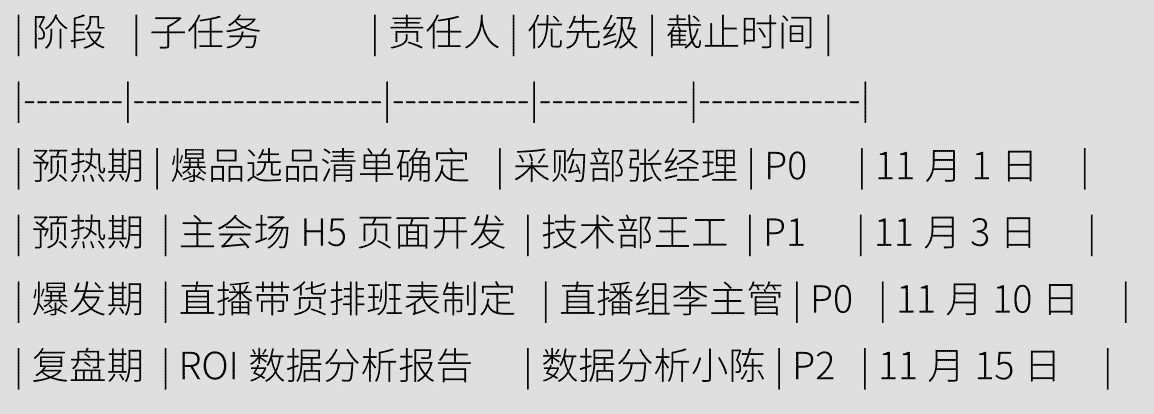 | 阶段 | 子任务 | 责任人 | 优先级 | 截止时间 |
|--------|--------------------|-----------|------------|-------------|
| 预热期 | 爆品选品清单确定 | 采购部张经理 | P0 | 11 月 1 日 |
| 预热期 | 主会场 H5 页面开发 | 技术部王工 | P1 | 11 月 3 日 |
| 爆发期 | 直播带货排班表制定 | 直播组李主管 | P0 | 11 月 10 日 |
| 复盘期 | ROI 数据分析报告 | 数据分析小陈 | P2 | 11 月 15 日 |